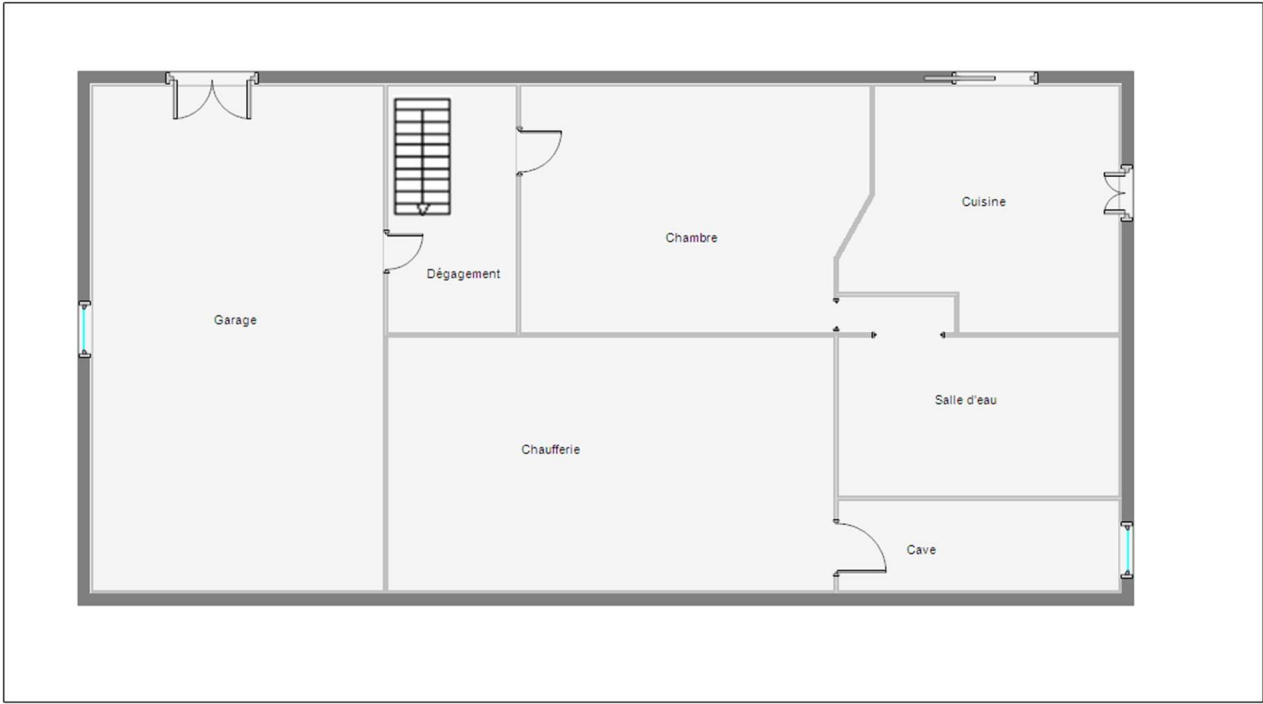 Cuisine
Chambre
Dégagement
Garage
Salle d'eau
Chaufferie
Cave